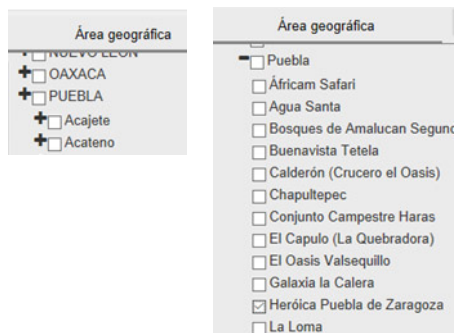 Área geográfica
NUEVO LEÓN
OAXACA
PUEBLA
Acajete
Acateno
Área geográfica
Puebla
Áfricam Safari
Agua Santa
Bosques de Amalucan Segund
Buenavista Tetela
Calderón (Crucero el Oasis)
Chapultepec
Conjunto Campestre Haras
El Capulo (La Quebradora)
El Oasis Valsequillo
Galaxia la Calera
Heróica Puebla de Zaragoza
La Loma